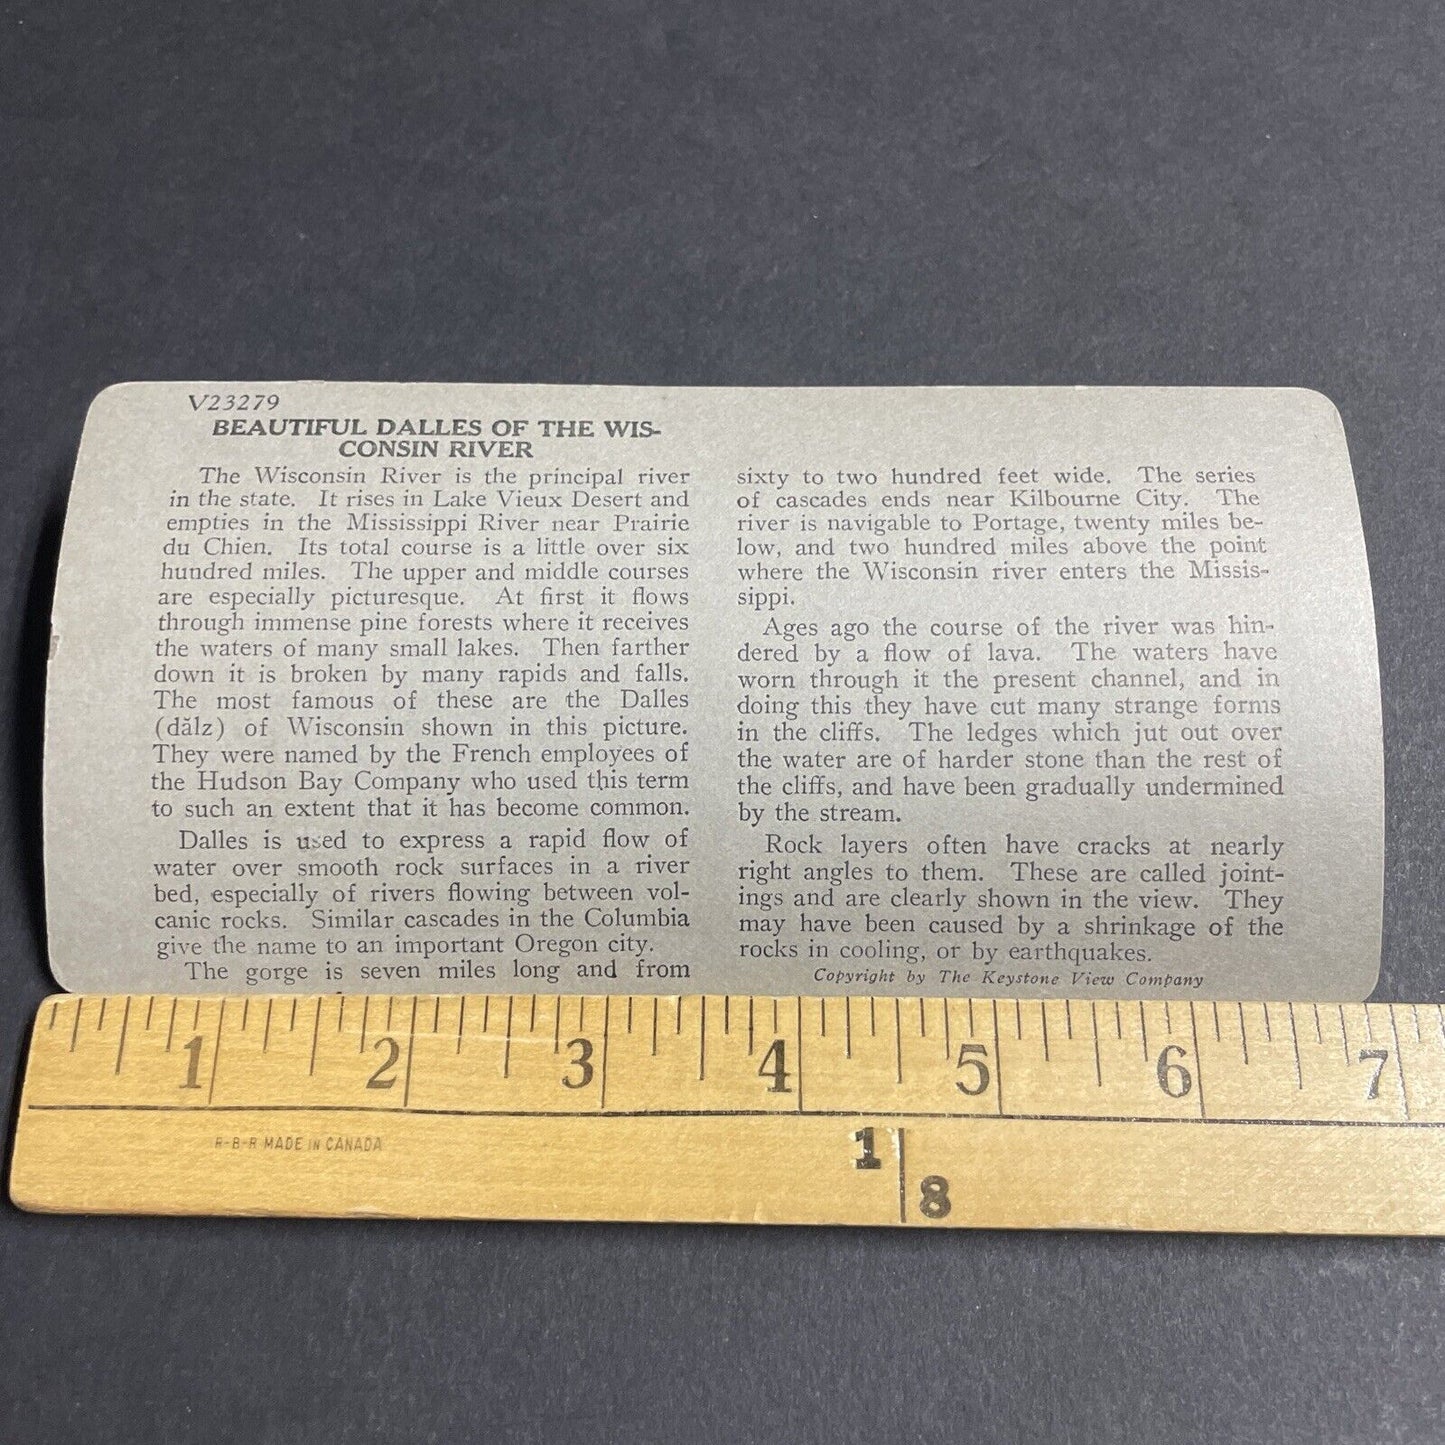 V23279
BEAUTIFUL DALLES OF THE WIS-
CONSIN RIVER
The Wisconsin River is the principal river
in the state. It rises in Lake Vieux Desert and
empties in the Mississippi River near Prairie
du Chien. Its total course is a little over six
hundred miles. The upper and middle courses
are especially picturesque. At first it flows
through immense pine forests where it receives
the waters of many small lakes. Then farther
down it is broken by many rapids and falls.
The most famous of these are the Dalles
(dălz) of Wisconsin shown in this picture.
They were named by the French employees of
the Hudson Bay Company who used this term
to such an extent that it has become common.
Dalles is used to express a rapid flow of
water over smooth rock surfaces in a river
bed, especially of rivers flowing between vol-
canic rocks. Similar cascades in the Columbia
give the name to an important Oregon city.
The gorge is seven miles long and from
sixty to two hundred feet wide. The series
of cascades ends near Kilbourne City. The
river is navigable to Portage, twenty miles be-
low, and two hundred miles above the point
where the Wisconsin river enters the Missis-
sippi.
Ages ago the course of the river was hin-
dered by a flow of lava. The waters have
worn through it the present channel, and in
doing this they have cut many strange forms
in the cliffs. The ledges which jut out over
the water are of harder stone than the rest of
the cliffs, and have been gradually undermined
by the stream.
Rock layers often have cracks at nearly
right angles to them. These are called joint-
ings and are clearly shown in the view. They
may have been caused by a shrinkage of the
rocks in cooling, or by earthquakes.
Copyright by The Keystone View Company
1 2 3 4 5 6 7
R-B-R MADE IN CANADA
1
8